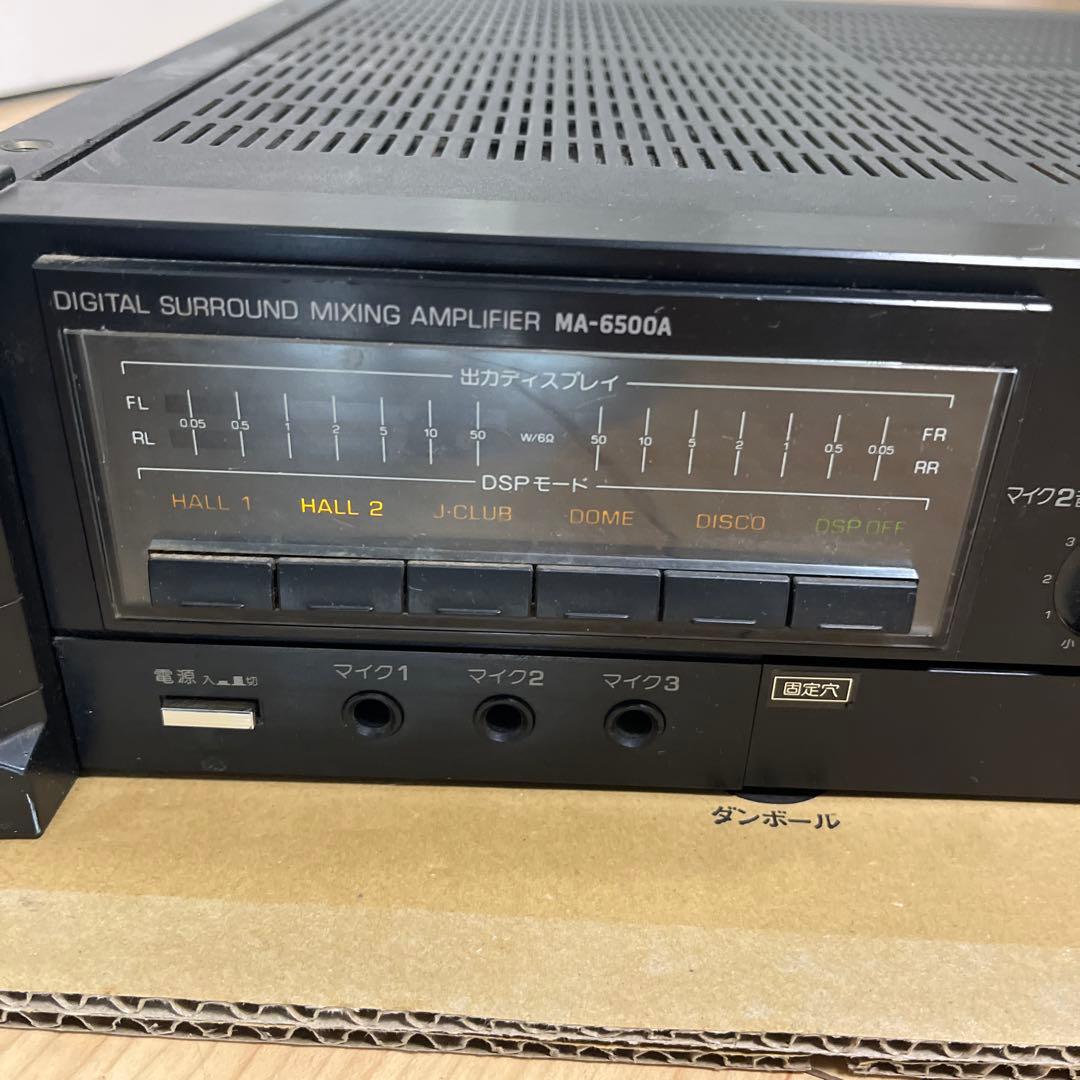 DIGITAL SURROUND MIXING AMPLIFIER MA-6500A
出力ディスプレイ
FL 0.05 0.5 1 2 5 10 50 W/6Ω 50 10 5 2 1 0.5 0.05 FR
RL RR
DSPモード
HALL 1 HALL 2 J-CLUB DOME DISCO DSP OFF
マイク2
3
2
1
小
電源 入 切 マイク1 マイク2 マイク3 固定穴
ダンボール